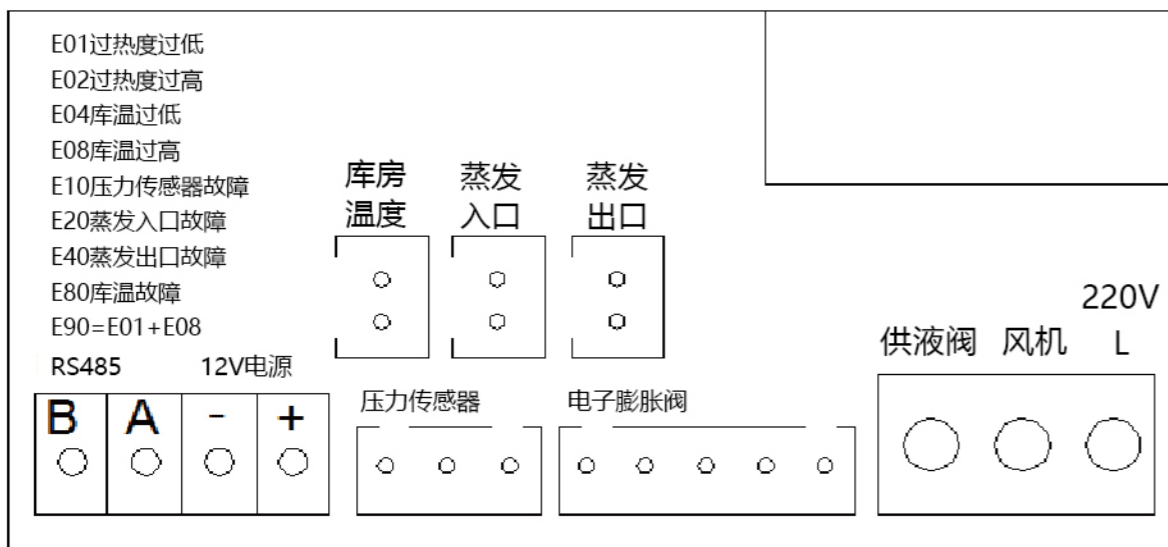 E01过热度过低
E02过热度过高
E04库温过低
E08库温过高
E10压力传感器故障
E20蒸发入口故障
E40蒸发出口故障
E80库温故障
E90=E01+E08
库房
温度
蒸发
入口
蒸发
出口
220V
供液阀 风机 L
RS485 12V电源
B A - +
压力传感器
电子膨胀阀